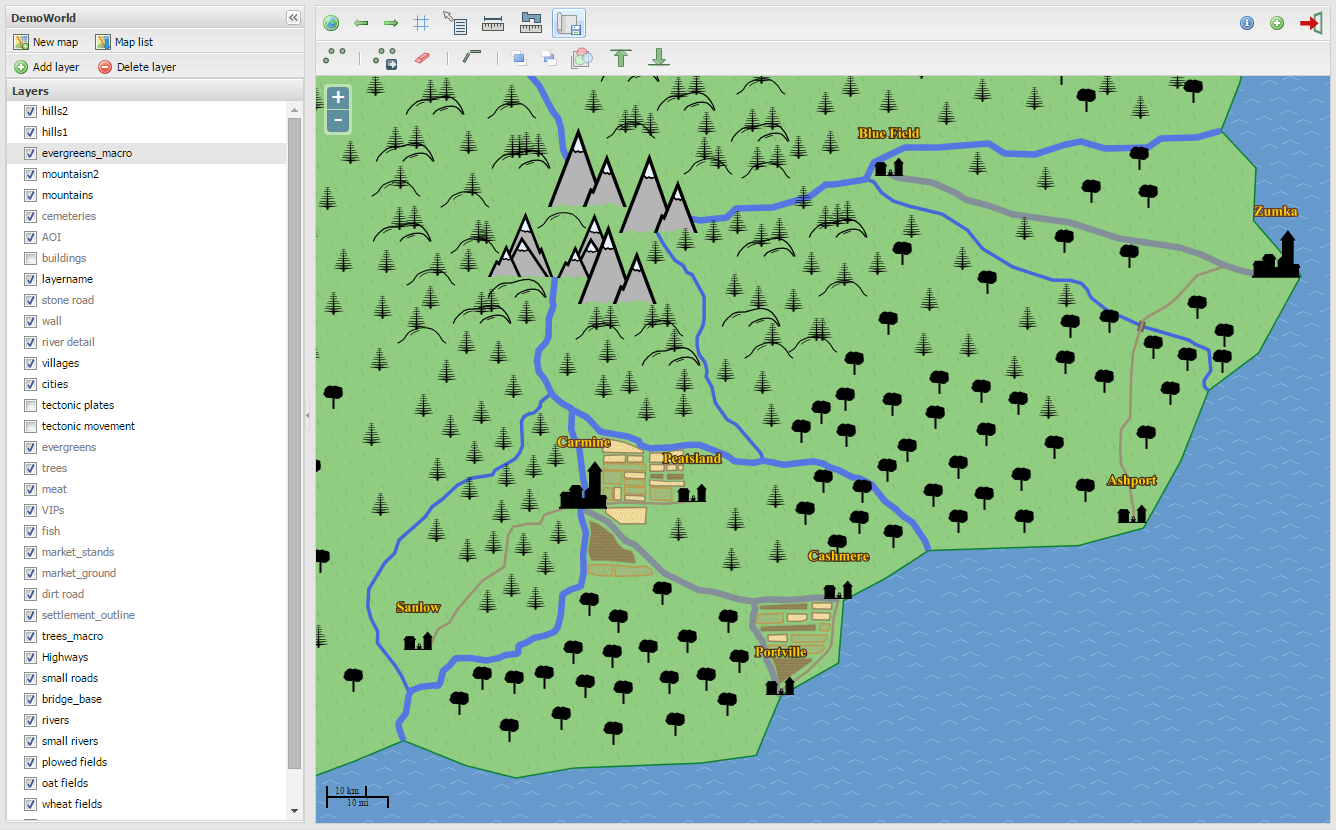 DemoWorld
New map
Map list
Add layer
Delete layer
Layers
hills2
hills1
evergreens_macro
mountaisn2
mountains
cemeteries
AOI
buildings
layername
stone road
wall
river detail
villages
cities
tectonic plates
tectonic movement
evergreens
trees
meat
VIPs
fish
market_stands
market_ground
dirt road
settlement_outline
trees_macro
Highways
small roads
bridge_base
rivers
small rivers
plowed fields
oat fields
wheat fields
+
-
Blue Field
Zumka
Carmine
Peatsland
Ashport
Cashmere
Sanlow
Portville
10 km
10 mi